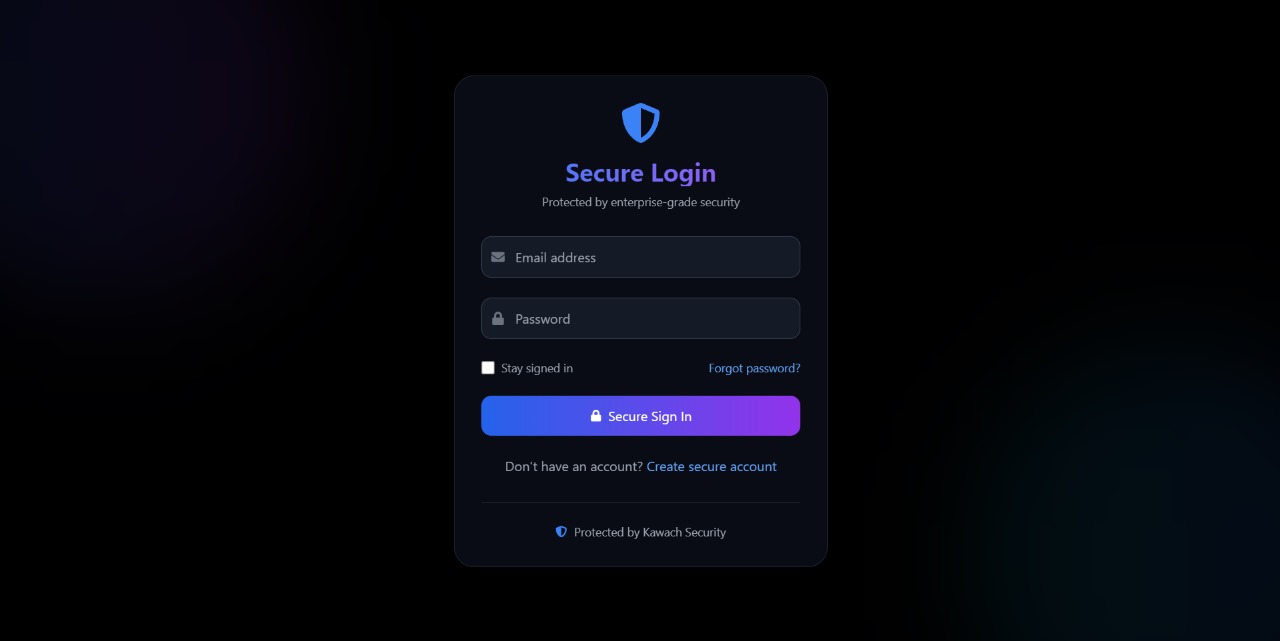 Secure Login
Protected by enterprise-grade security
Email address
Password
Stay signed in Forgot password?
Secure Sign In
Don't have an account? Create secure account
Protected by Kawach Security